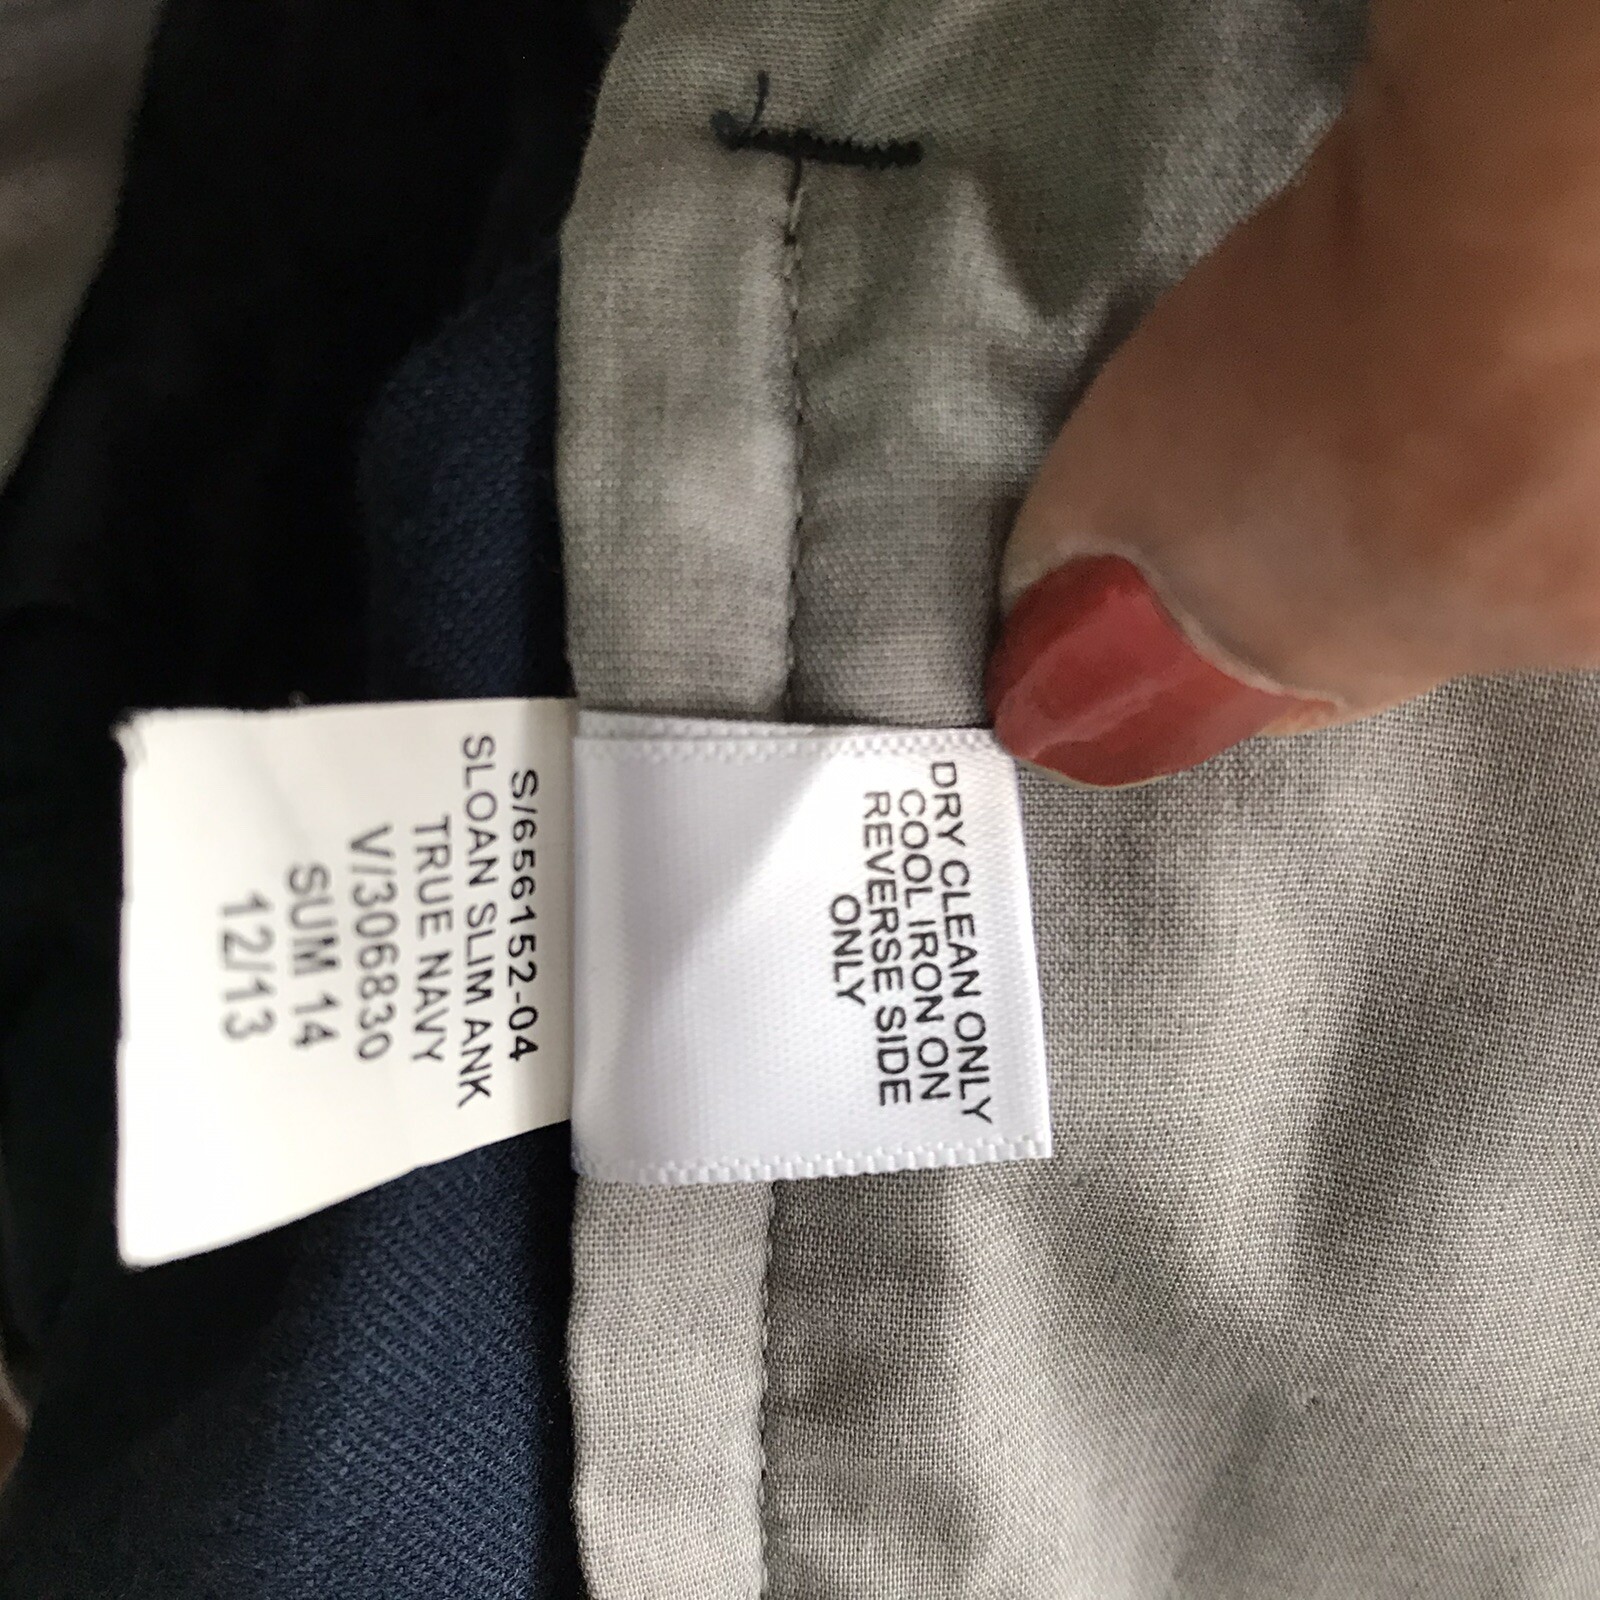 S/656152-04
SLOAN SLIM ANK
TRUE NAVY
V/306830
SUM 14
12/13
DRY CLEAN ONLY
COOL IRON ON
REVERSE SIDE
ONLY